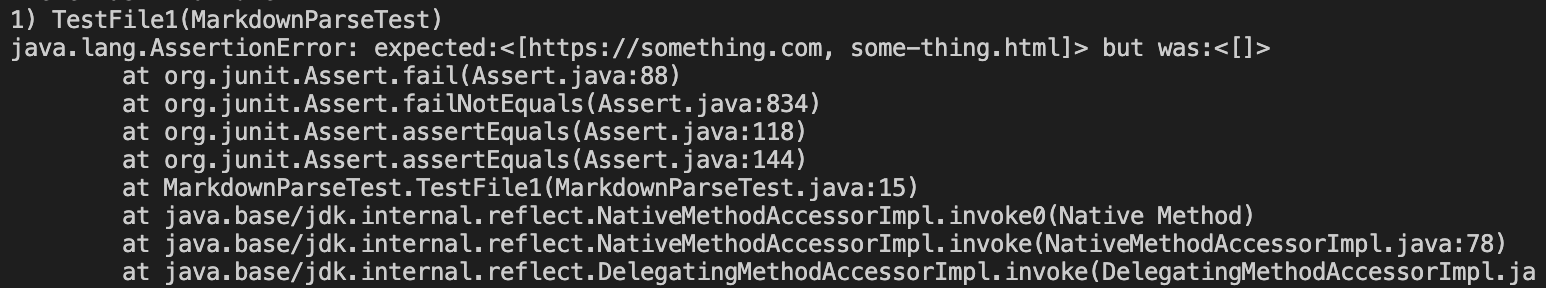 1) TestFile1(MarkdownParseTest)
java.lang.AssertionError: expected:<[https://something.com, some-thing.html]> but was:<[]>
        at org.junit.Assert.fail(Assert.java:88)
        at org.junit.Assert.failNotEquals(Assert.java:834)
        at org.junit.Assert.assertEquals(Assert.java:118)
        at org.junit.Assert.assertEquals(Assert.java:144)
        at MarkdownParseTest.TestFile1(MarkdownParseTest.java:15)
        at java.base/jdk.internal.reflect.NativeMethodAccessorImpl.invoke0(Native Method)
        at java.base/jdk.internal.reflect.NativeMethodAccessorImpl.invoke(NativeMethodAccessorImpl.java:78)
        at java.base/jdk.internal.reflect.DelegatingMethodAccessorImpl.invoke(DelegatingMethodAccessorImpl.ja